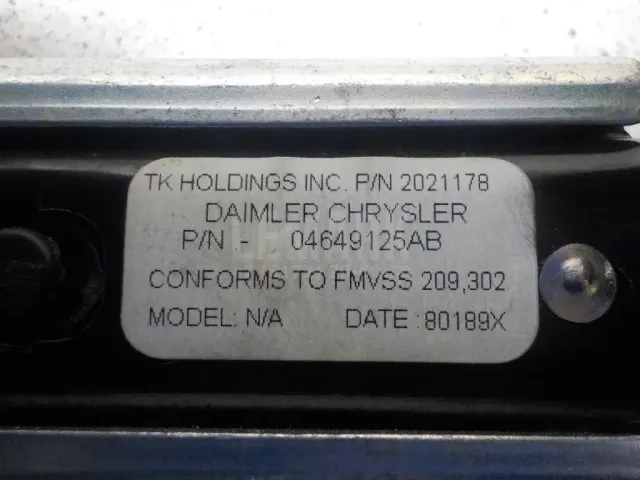 TK HOLDINGS INC. P/N 2021178
DAIMLER CHRYSLER
P/N - 04649125AB
CONFORMS TO FMVSS 209,302
MODEL: N/A DATE : 80189X